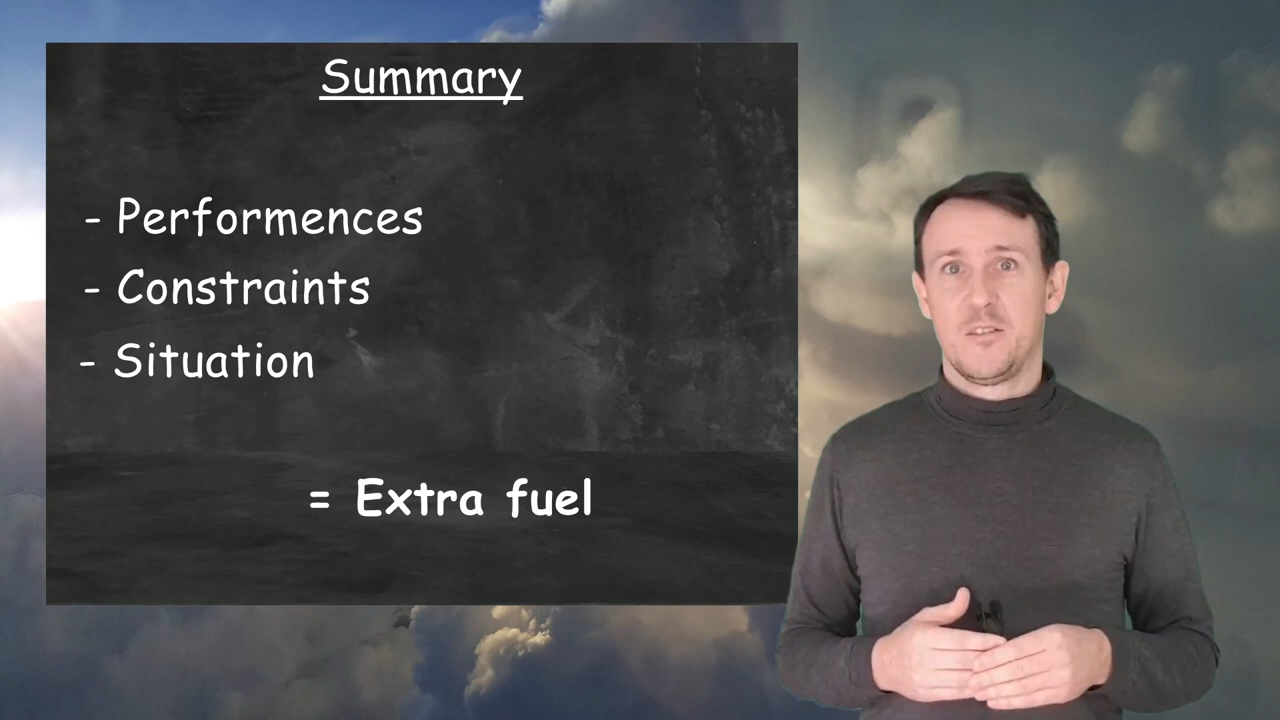 Summary
- Performences
- Constraints
- Situation
= Extra fuel